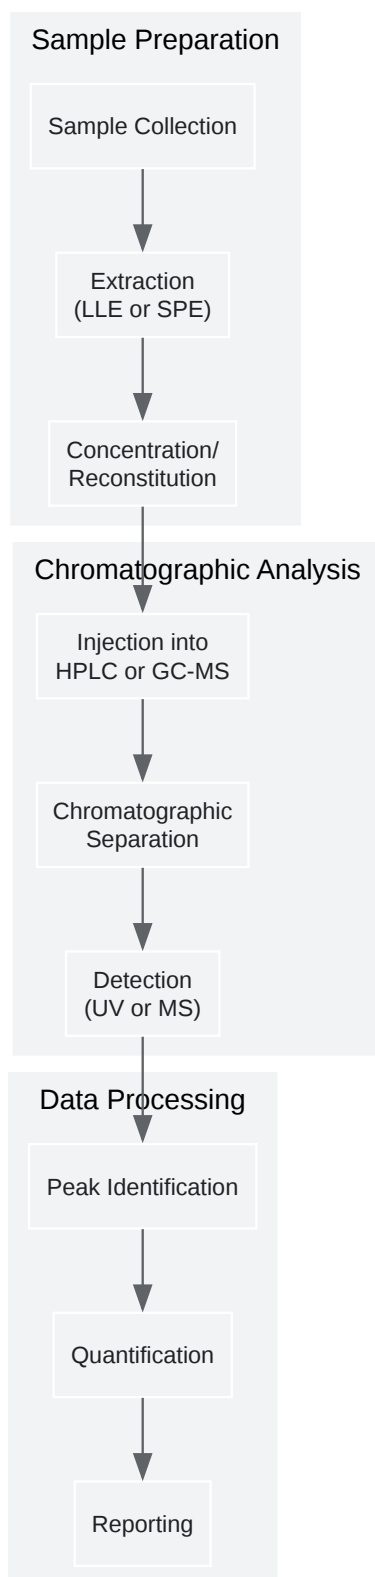 Sample Preparation
Sample Collection
Extraction
(LLE or SPE)
Concentration/
Reconstitution
Chromatographic Analysis
Injection into
HPLC or GC-MS
Chromatographic
Separation
Detection
(UV or MS)
Data Processing
Peak Identification
Quantification
Reporting